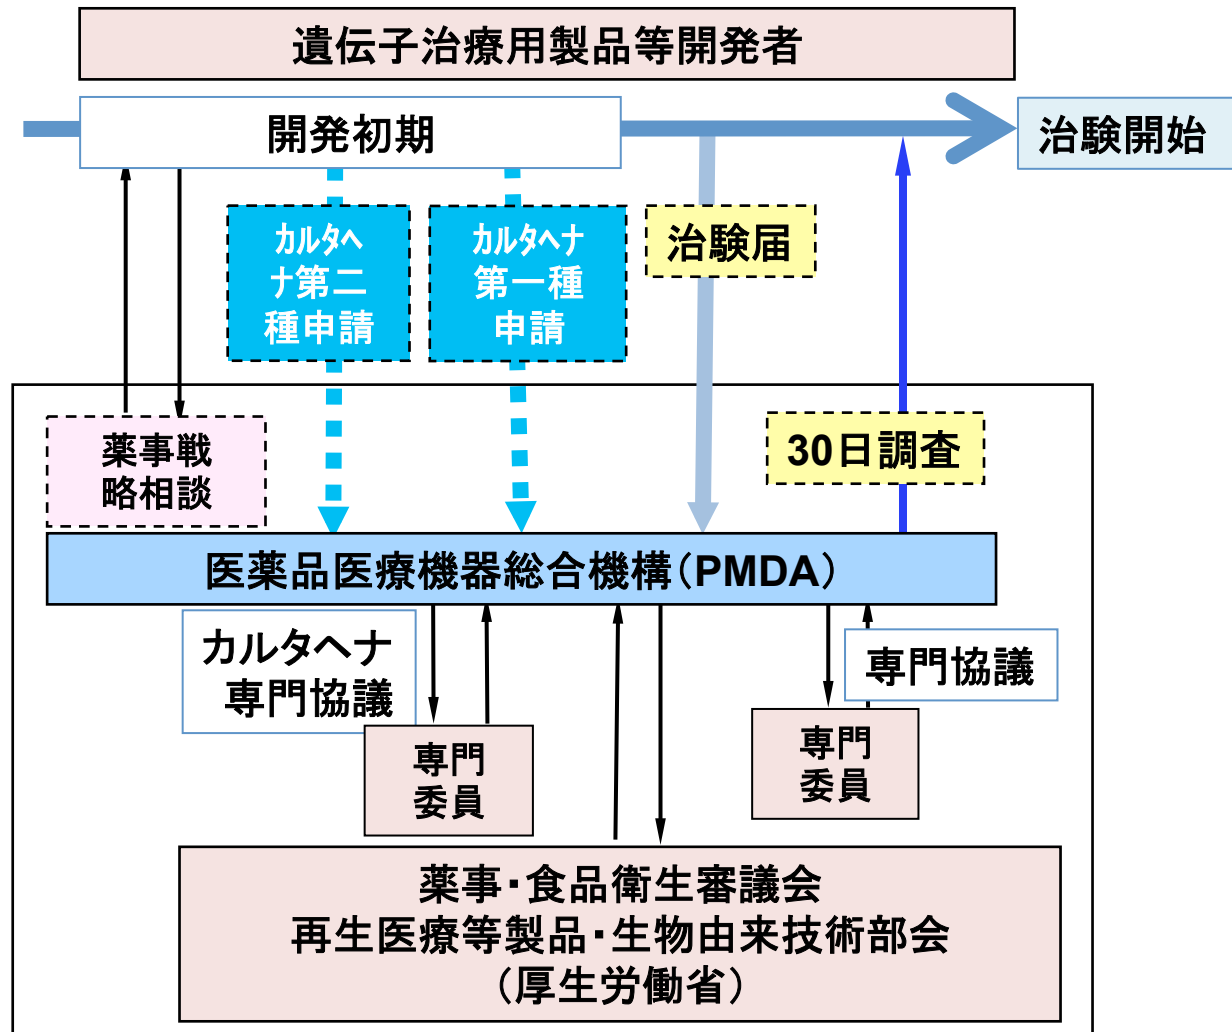 遺伝子治療用製品等開発者
開発初期
治験開始
カルタヘ
ナ第二
種申請
カルタヘナ
第一種
申請
治験届
薬事戦
略相談
30日調査
医薬品医療機器総合機構(PMDA)
カルタヘナ
専門協議
専門協議
専門
委員
専門
委員
薬事・食品衛生審議会
再生医療等製品・生物由来技術部会
(厚生労働省)